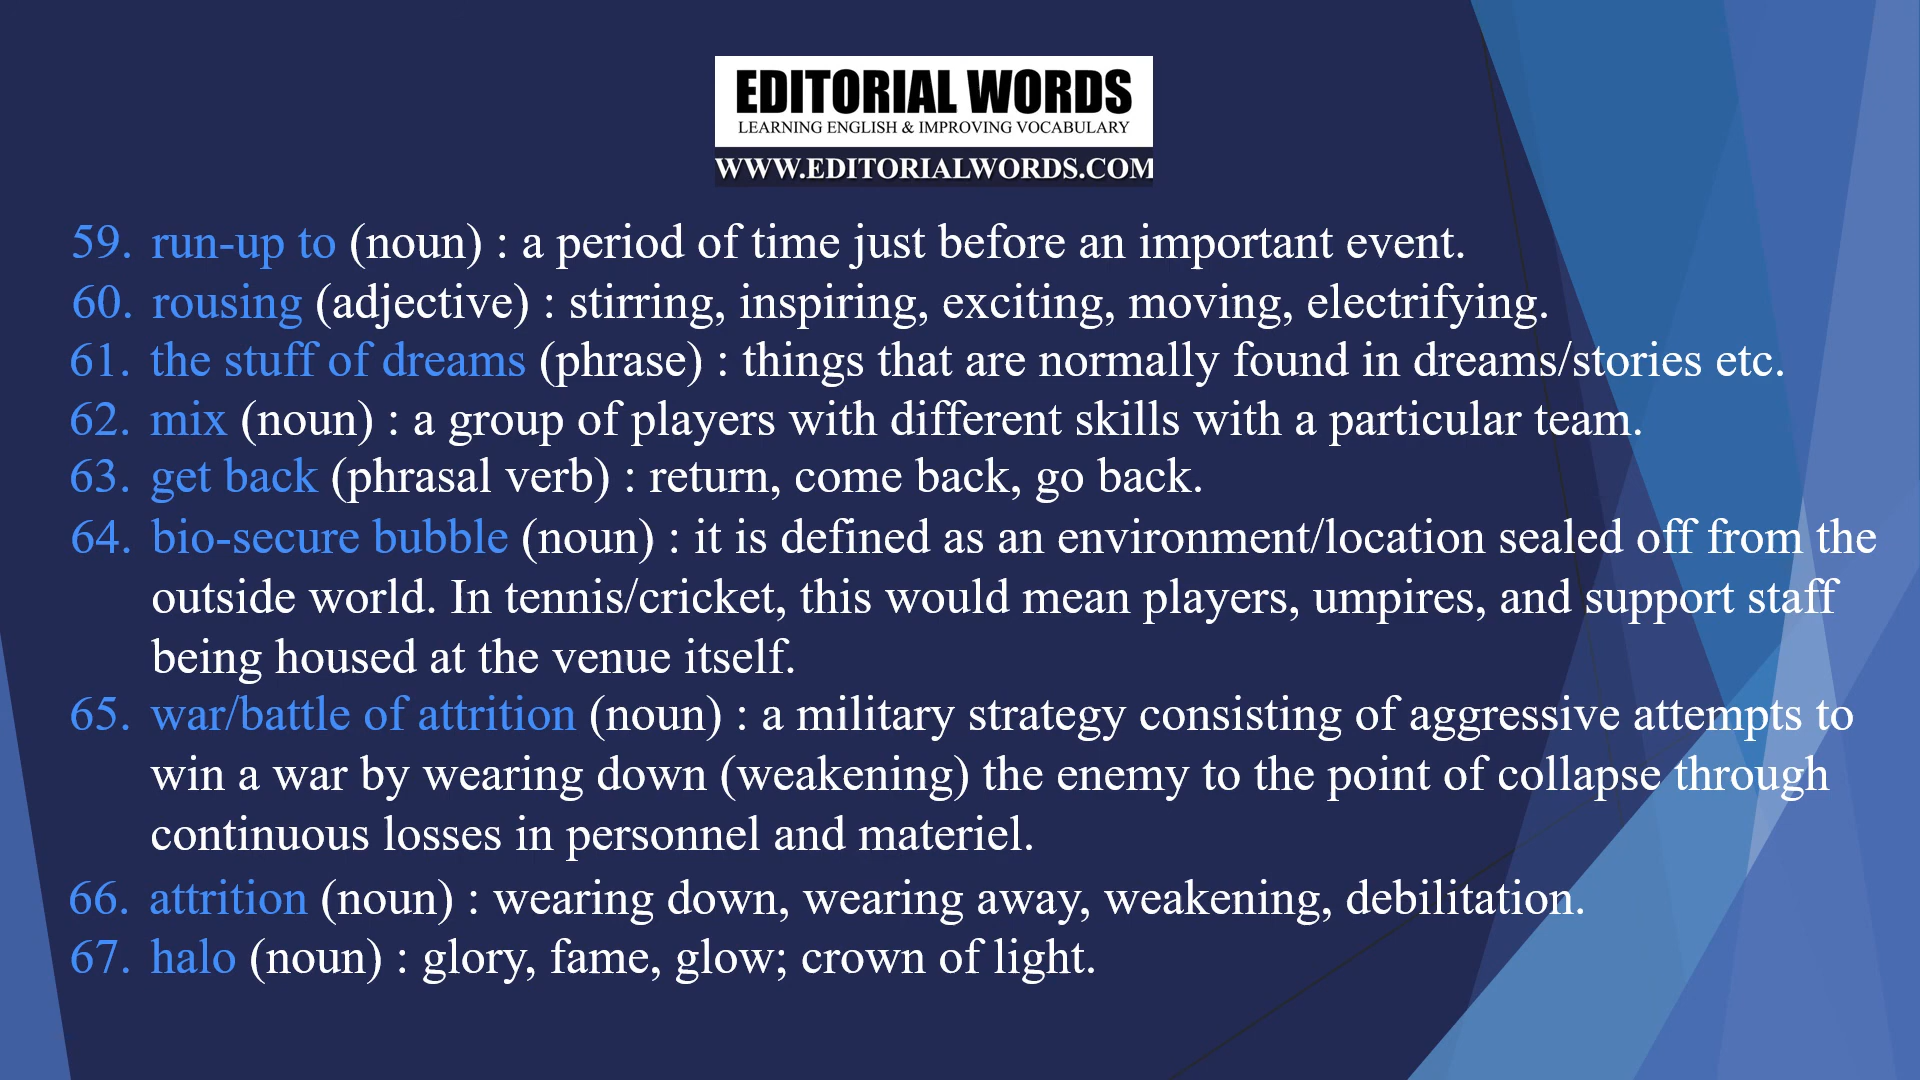 EDITORIAL WORDS
LEARNING ENGLISH & IMPROVING VOCABULARY
WWW.EDITORIALWORDS.COM
59. run-up to (noun) : a period of time just before an important event.
60. rousing (adjective) : stirring, inspiring, exciting, moving, electrifying.
61. the stuff of dreams (phrase) : things that are normally found in dreams/stories etc.
62. mix (noun) : a group of players with different skills with a particular team.
63. get back (phrasal verb) : return, come back, go back.
64. bio-secure bubble (noun) : it is defined as an environment/location sealed off from the
outside world. In tennis/cricket, this would mean players, umpires, and support staff
being housed at the venue itself.
65. war/battle of attrition (noun) : a military strategy consisting of aggressive attempts to
win a war by wearing down (weakening) the enemy to the point of collapse through
continuous losses in personnel and materiel.
66. attrition (noun) : wearing down, wearing away, weakening, debilitation.
67. halo (noun) : glory, fame, glow; crown of light.